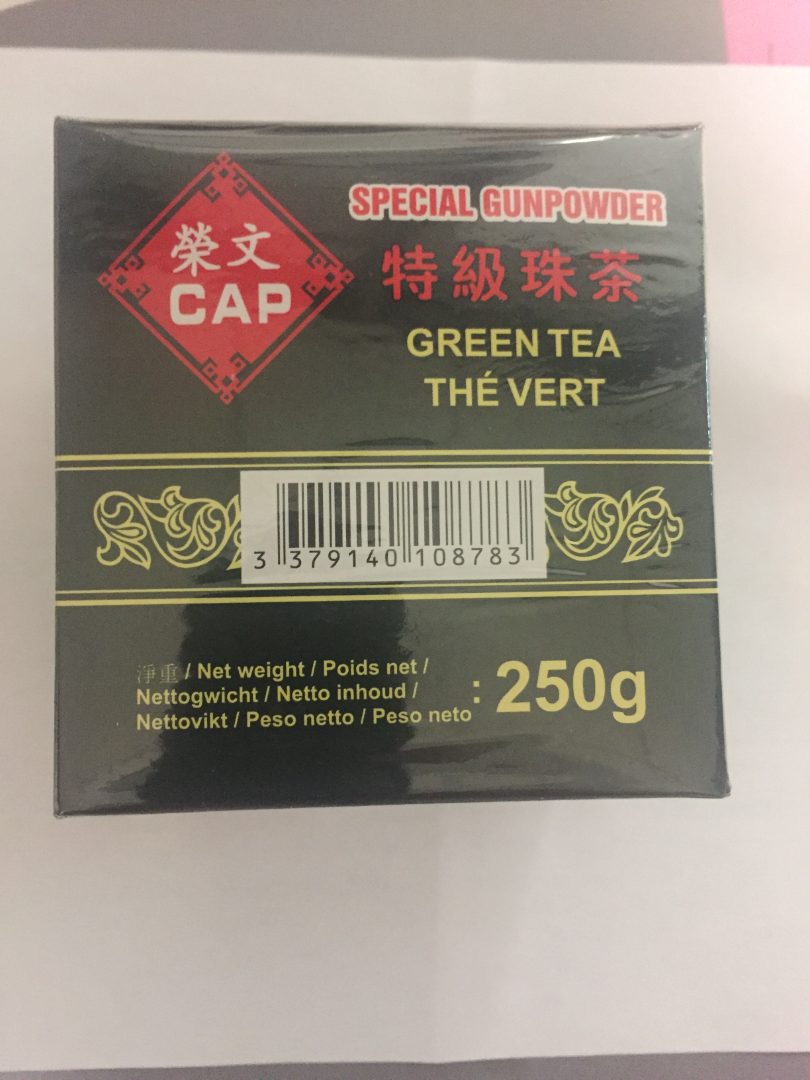 榮文
CAP
SPECIAL GUNPOWDER
特級珠茶
GREEN TEA
THÉ VERT
3 379140 108783
淨重 / Net weight / Poids net /
Nettogwicht / Netto inhoud /
Nettovikt / Peso netto / Peso neto
: 250g